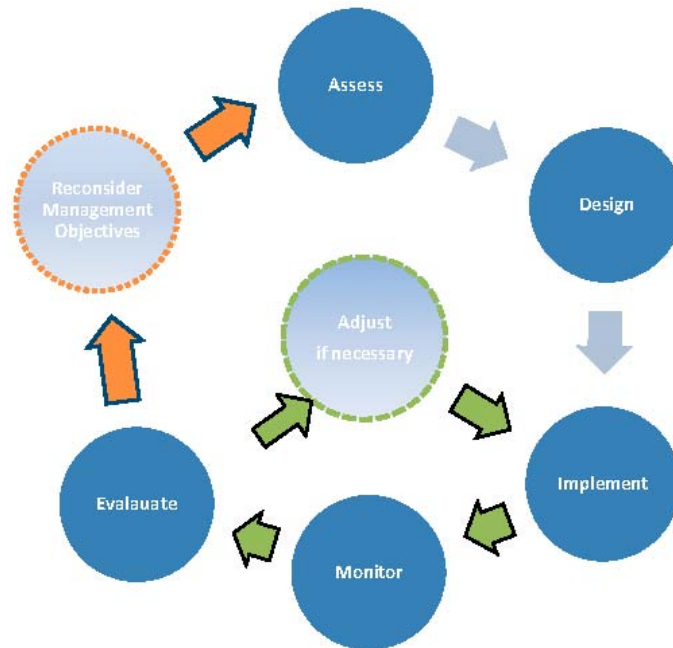 Assess
Reconsider
Management
Objectives
Design
Adjust
if necessary
Implement
Evalauate
Monitor